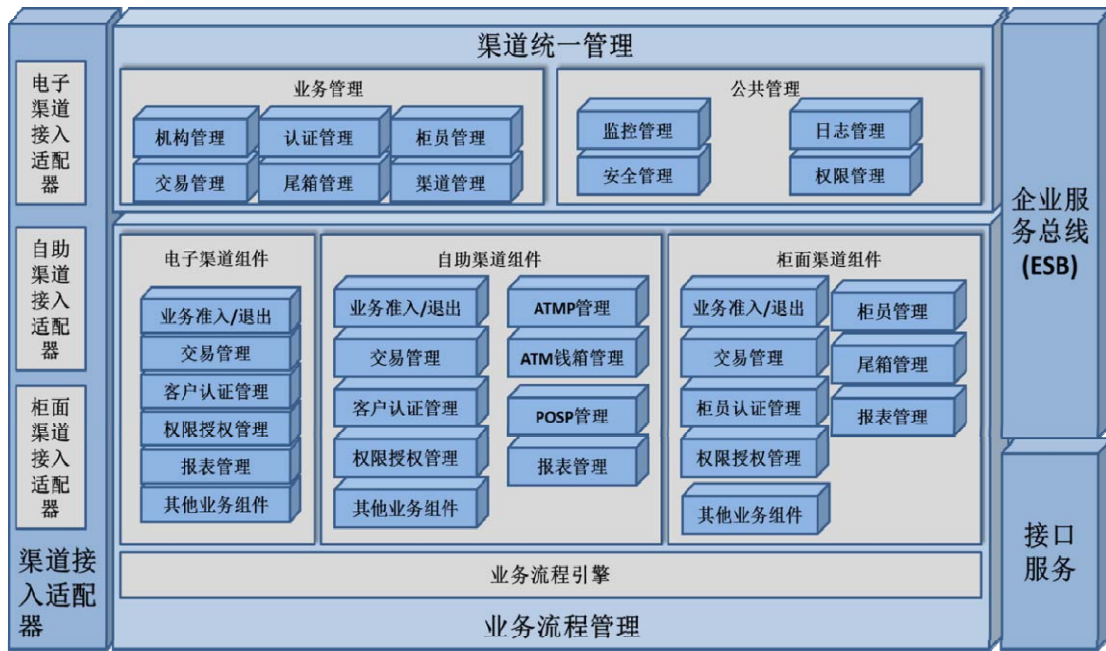 电子
渠道
接入
适配
器
自助
渠道
接入
适配
器
柜面
渠道
接入
适配
器
渠道接
入适配
器
渠道统一管理
业务管理
机构管理
认证管理
柜员管理
交易管理
尾箱管理
渠道管理
公共管理
监控管理
日志管理
安全管理
权限管理
电子渠道组件
业务准入/退出
交易管理
客户认证管理
权限授权管理
报表管理
其他业务组件
自助渠道组件
业务准入/退出
交易管理
客户认证管理
权限授权管理
其他业务组件
ATMP管理
ATM钱箱管理
POSP管理
报表管理
柜面渠道组件
业务准入/退出
交易管理
柜员认证管理
权限授权管理
其他业务组件
柜员管理
尾箱管理
报表管理
业务流程引擎
业务流程管理
企业服
务总线
(ESB)
接口
服务